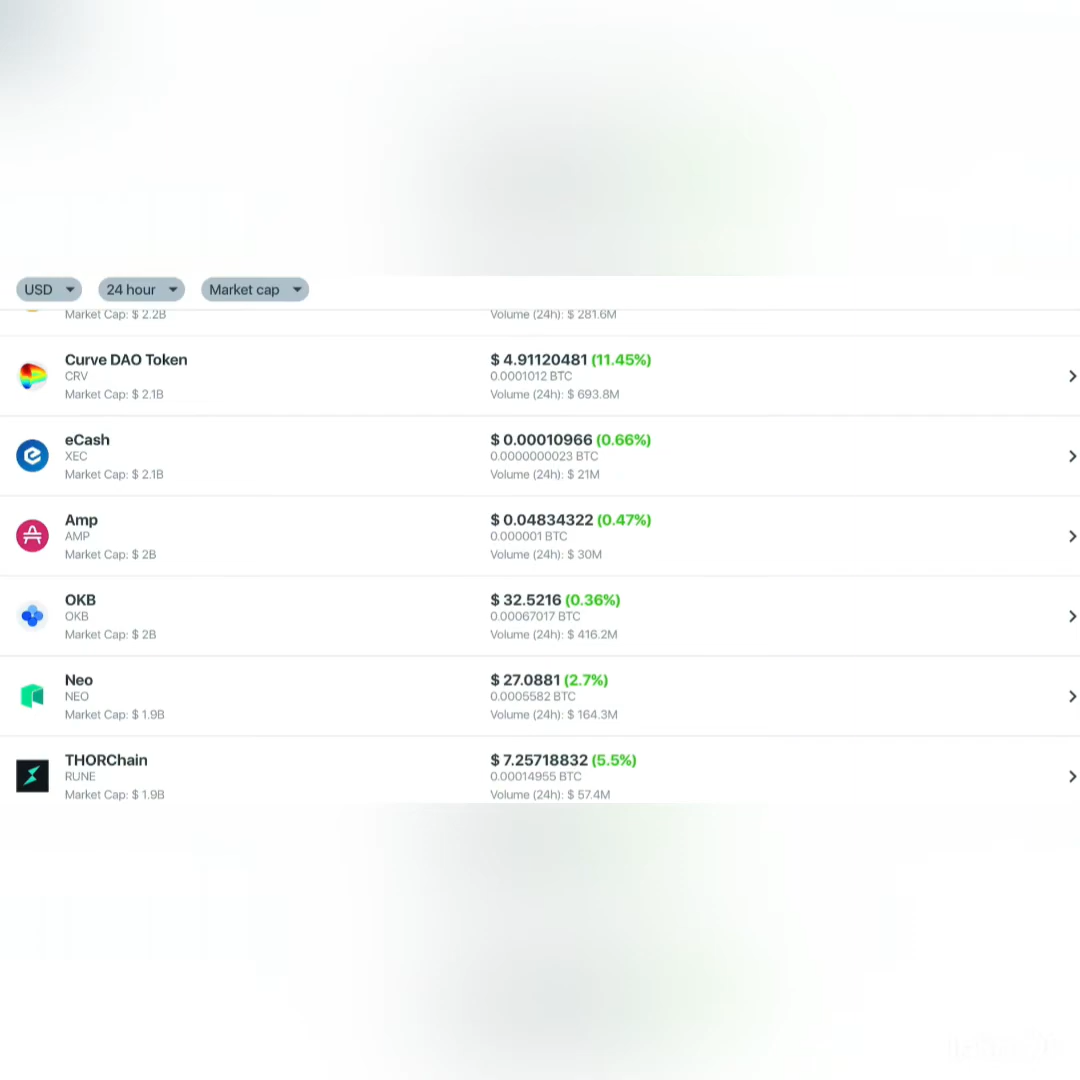 USD 24 hour Market cap
Market Cap: $ 2.2B Volume (24h): $ 281.6M
Curve DAO Token $ 4.91120481 (11.45%)
CRV 0.0001012 BTC
Market Cap: $ 2.1B Volume (24h): $ 693.8M
eCash $ 0.00010966 (0.66%)
XEC 0.0000000023 BTC
Market Cap: $ 2.1B Volume (24h): $ 21M
Amp $ 0.04834322 (0.47%)
AMP 0.000001 BTC
Market Cap: $ 2B Volume (24h): $ 30M
OKB $ 32.5216 (0.36%)
OKB 0.00067017 BTC
Market Cap: $ 2B Volume (24h): $ 416.2M
Neo $ 27.0881 (2.7%)
NEO 0.0005582 BTC
Market Cap: $ 1.9B Volume (24h): $ 164.3M
THORChain $ 7.25718832 (5.5%)
RUNE 0.00014955 BTC
Market Cap: $ 1.9B Volume (24h): $ 57.4M